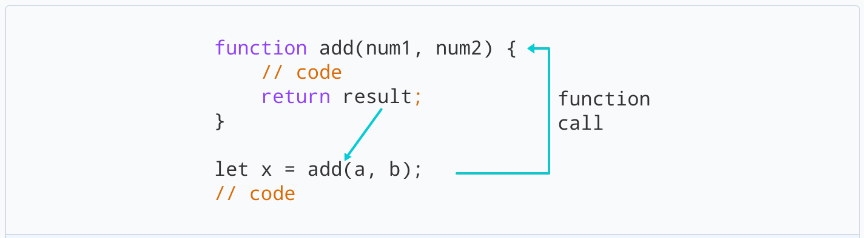 function add(num1, num2) {
    // code
    return result;
}
function
call
let x = add(a, b);
// code